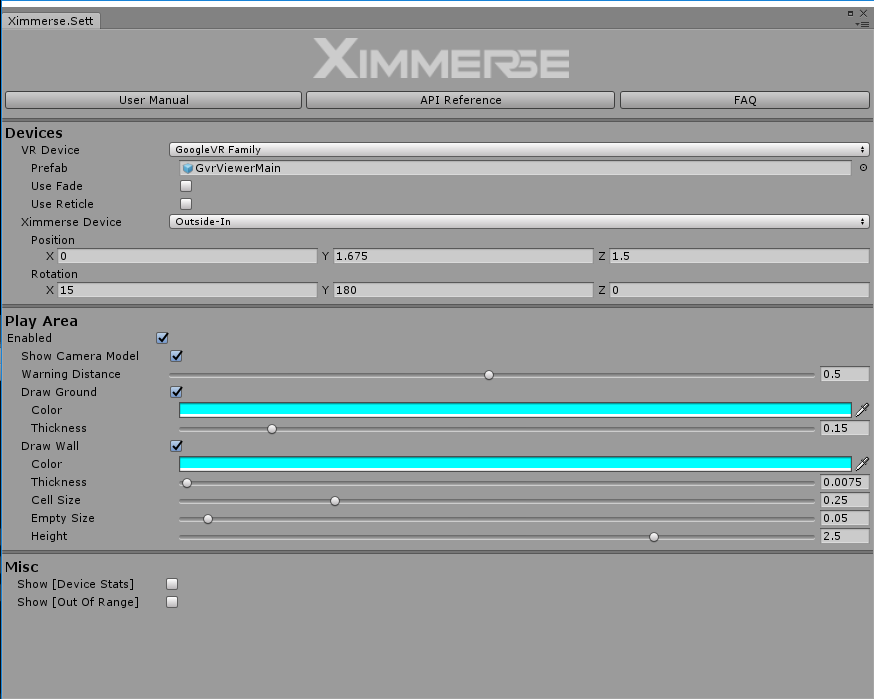 Ximmerse.Sett
XIMMERSE
User Manual API Reference FAQ
Devices
VR Device GoogleVR Family
Prefab GvrViewerMain
Use Fade
Use Reticle
Ximmerse Device Outside-In
Position
X 0 Y 1.675 Z 1.5
Rotation
X 15 Y 180 Z 0
Play Area
Enabled
Show Camera Model
Warning Distance 0.5
Draw Ground
Color
Thickness 0.15
Draw Wall
Color
Thickness 0.0075
Cell Size 0.25
Empty Size 0.05
Height 2.5
Misc
Show [Device Stats]
Show [Out Of Range]